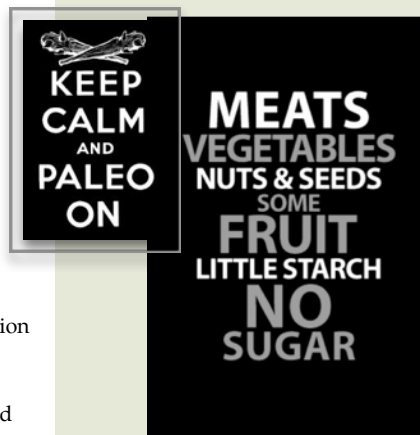 KEEP
CALM
AND
PALEO
ON
MEATS
VEGETABLES
NUTS & SEEDS
SOME
FRUIT
LITTLE STARCH
NO
SUGAR